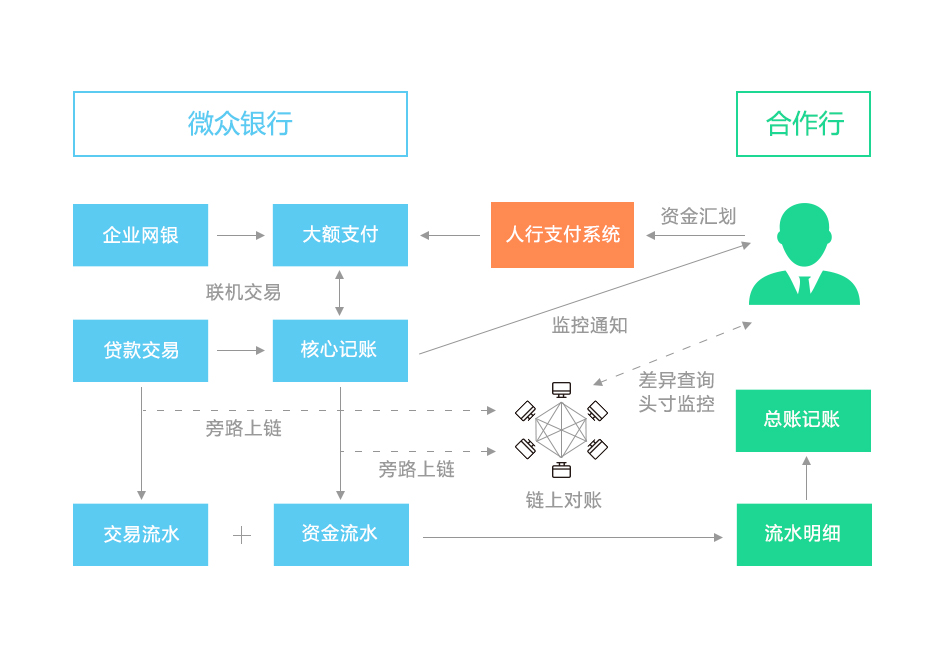 微众银行
合作行
企业网银
大额支付
人行支付系统
资金汇划
联机交易
监控通知
贷款交易
核心记账
差异查询
头寸监控
总账记账
旁路上链
旁路上链
链上对账
交易流水
+
资金流水
流水明细